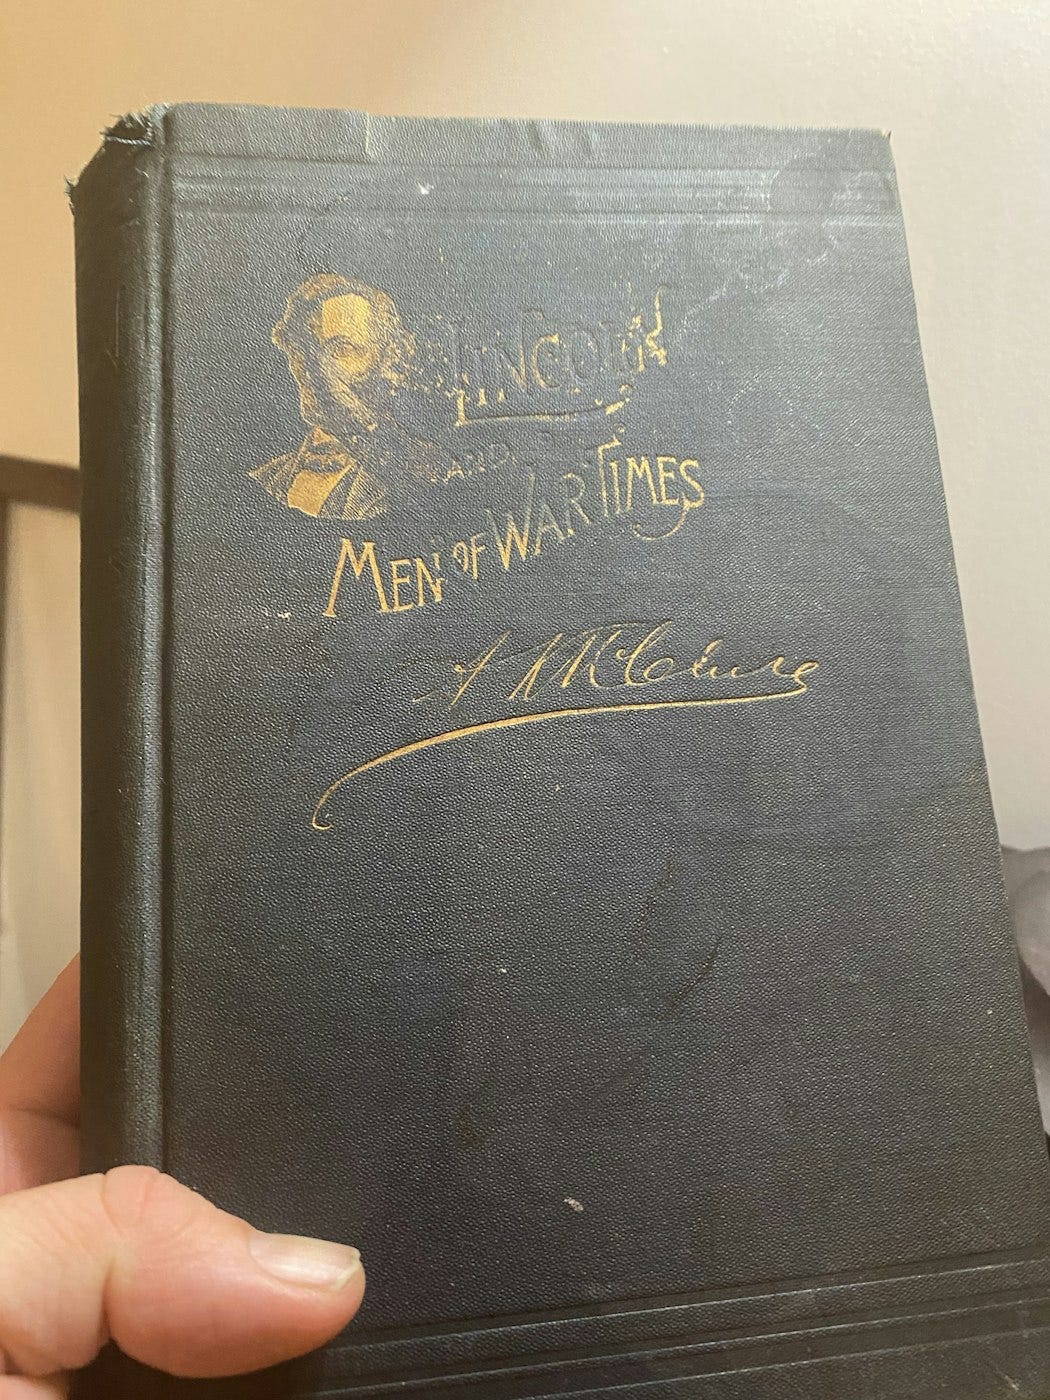 LINCOLN
AND
MEN OF WAR TIMES
A K McClure